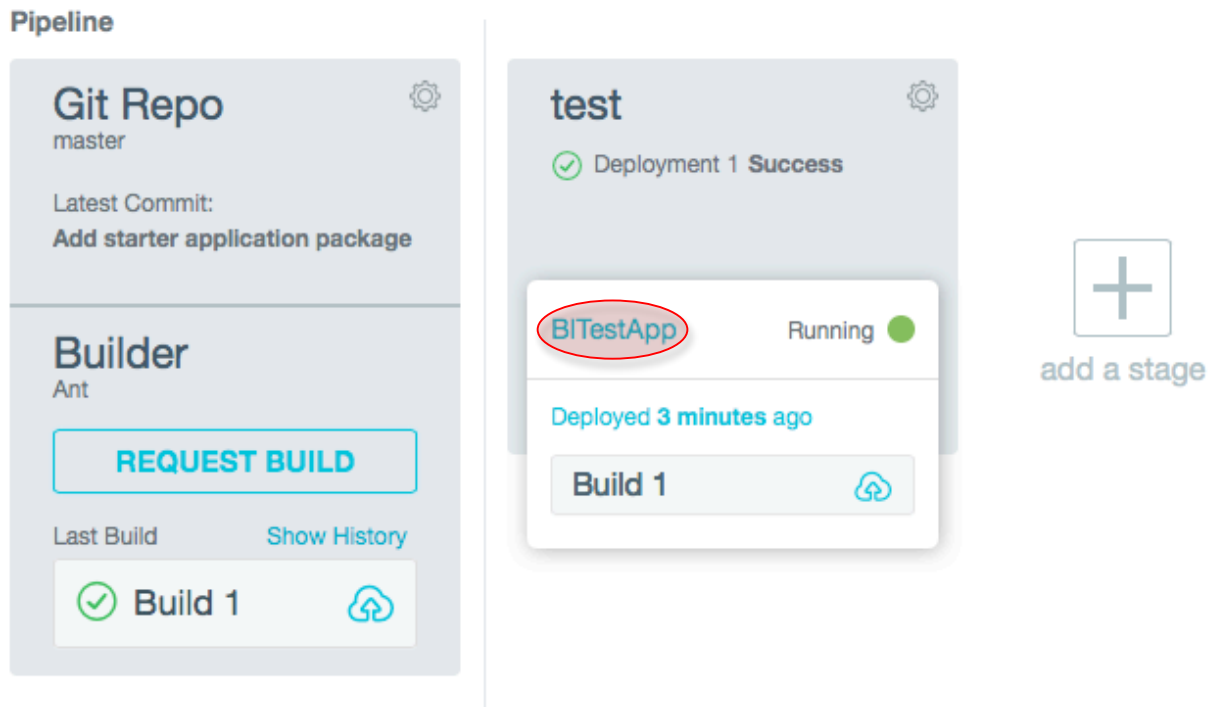 Pipeline
Git Repo
master
Latest Commit:
Add starter application package
Builder
Ant
REQUEST BUILD
Last Build Show History
Build 1
test
Deployment 1 Success
BITestApp Running
Deployed 3 minutes ago
Build 1
add a stage